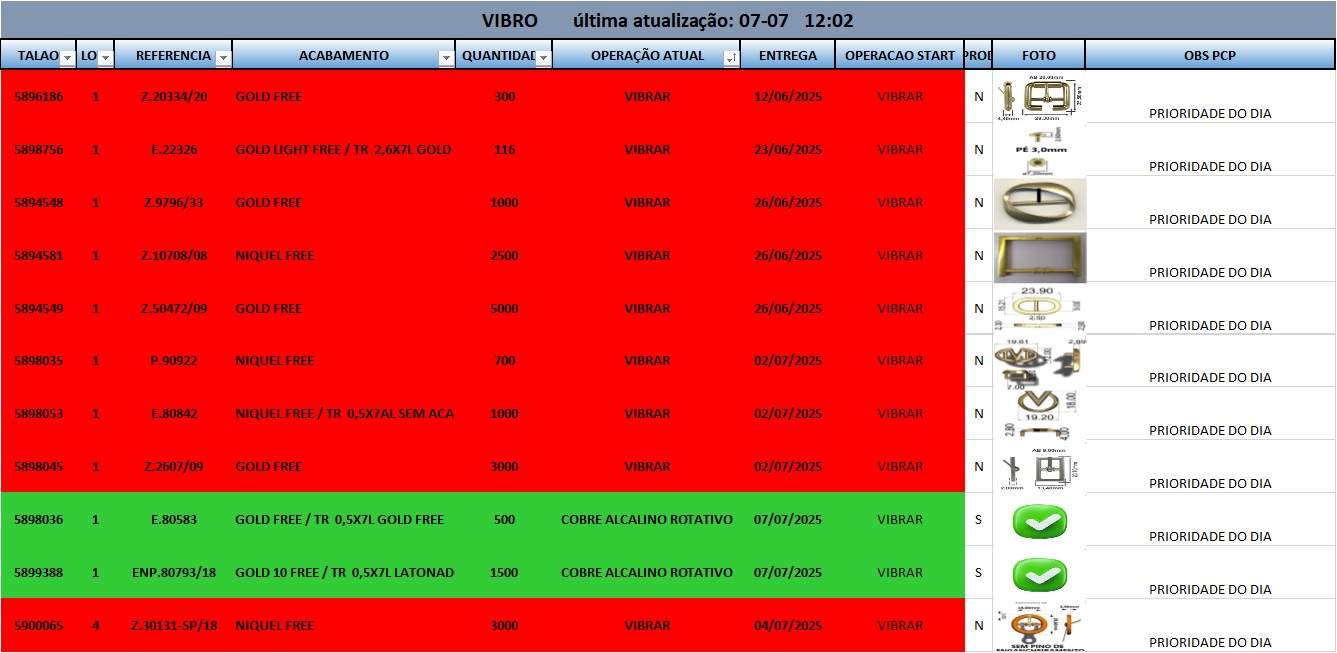 VIBRO última atualização: 07-07 12:02
TALAO LO REFERENCIA ACABAMENTO QUANTIDAD OPERAÇÃO ATUAL ENTREGA OPERACAO START PROD FOTO OBS PCP
5896186 1 Z.20334/20 GOLD FREE 300 VIBRAR 12/06/2025 VIBRAR N PRIORIDADE DO DIA
5898756 1 E.22326 GOLD LIGHT FREE / TR 2,6X7L GOLD 116 VIBRAR 23/06/2025 VIBRAR N PÉ 3,0mm PRIORIDADE DO DIA
5894548 1 Z.9796/33 GOLD FREE 1000 VIBRAR 26/06/2025 VIBRAR N PRIORIDADE DO DIA
5894581 1 Z.10708/08 NIQUEL FREE 2500 VIBRAR 26/06/2025 VIBRAR N PRIORIDADE DO DIA
5894549 1 Z.50472/09 GOLD FREE 5000 VIBRAR 26/06/2025 VIBRAR N 23.90 PRIORIDADE DO DIA
5898035 1 P.90922 NIQUEL FREE 700 VIBRAR 02/07/2025 VIBRAR N 19.61 7.00 PRIORIDADE DO DIA
5898053 1 E.80842 NIQUEL FREE / TR 0,5X7AL SEM ACA 1000 VIBRAR 02/07/2025 VIBRAR N 18.00 19.20 2.80 4.00 PRIORIDADE DO DIA
5898045 1 Z.2607/09 GOLD FREE 3000 VIBRAR 02/07/2025 VIBRAR N AB 9.00mm PRIORIDADE DO DIA
5898036 1 E.80583 GOLD FREE / TR 0,5X7L GOLD FREE 500 COBRE ALCALINO ROTATIVO 07/07/2025 VIBRAR S PRIORIDADE DO DIA
5899388 1 ENP.80793/18 GOLD 10 FREE / TR 0,5X7L LATONAD 1500 COBRE ALCALINO ROTATIVO 07/07/2025 VIBRAR S PRIORIDADE DO DIA
5900065 4 Z.30131-SP/18 NIQUEL FREE 3000 VIBRAR 04/07/2025 VIBRAR N SEM PINO DE PRIORIDADE DO DIA